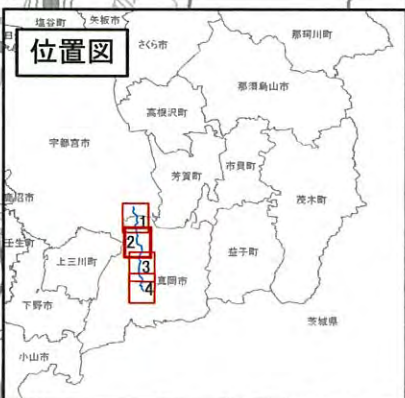 塩谷町
矢板市
那珂川町
さくら市
位置図
那須烏山市
高根沢町
宇都宮市
芳賀町
市貝町
茂木町
鹿沼市
1
壬生町
2
上三川町
益子町
3
真岡市
4
下野市
茨城県
小山市